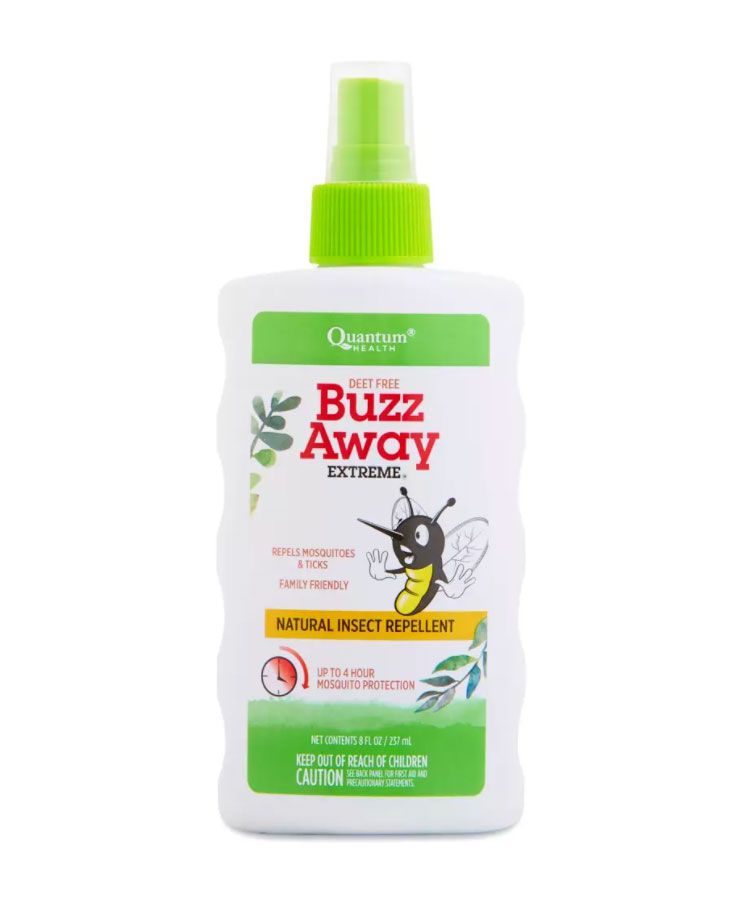 Quantum®
HEALTH
DEET FREE
Buzz
Away
EXTREME
REPELS MOSQUITOES
& TICKS
FAMILY FRIENDLY
NATURAL INSECT REPELLENT
UP TO 4 HOUR
MOSQUITO PROTECTION
NET CONTENTS 8 FL OZ / 237 mL
KEEP OUT OF REACH OF CHILDREN
CAUTION SEE BACK PANEL FOR FIRST AID AND
PRECAUTIONARY STATEMENTS.